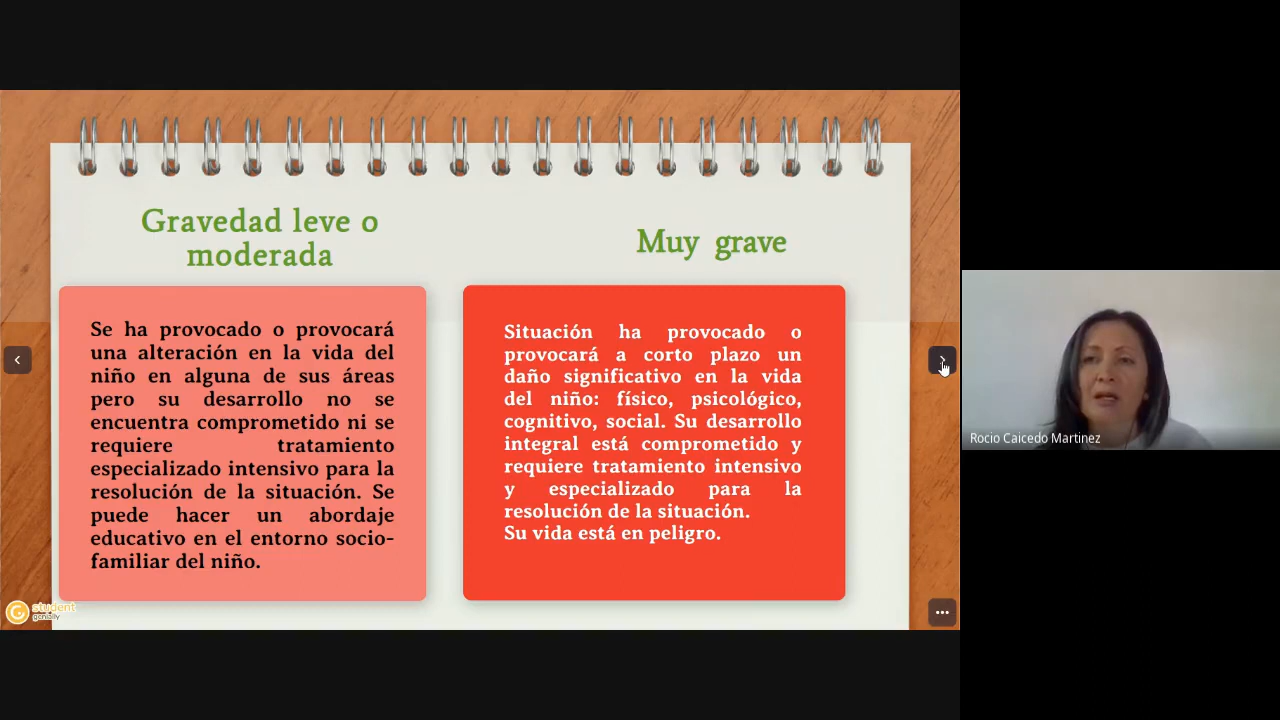 Gravedad leve o
moderada
Se ha provocado o provocará
una alteración en la vida del
niño en alguna de sus áreas
pero su desarrollo no se
encuentra comprometido ni se
requiere tratamiento
especializado intensivo para la
resolución de la situación. Se
puede hacer un abordaje
educativo en el entorno socio-
familiar del niño.
Muy grave
Situación ha provocado o
provocará a corto plazo un
daño significativo en la vida
del niño: físico, psicológico,
cognitivo, social. Su desarrollo
integral está comprometido y
requiere tratamiento intensivo
y especializado para la
resolución de la situación.
Su vida está en peligro.
student
genially
Rocio Caicedo Martinez